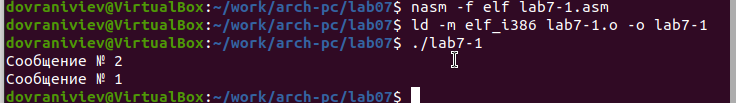 dovraniviev@VirtualBox:~/work/arch-pc/lab07$ nasm -f elf lab7-1.asm
dovraniviev@VirtualBox:~/work/arch-pc/lab07$ ld -m elf_i386 lab7-1.o -o lab7-1
dovraniviev@VirtualBox:~/work/arch-pc/lab07$ ./lab7-1
Сообщение № 2
Сообщение № 1
dovraniviev@VirtualBox:~/work/arch-pc/lab07$